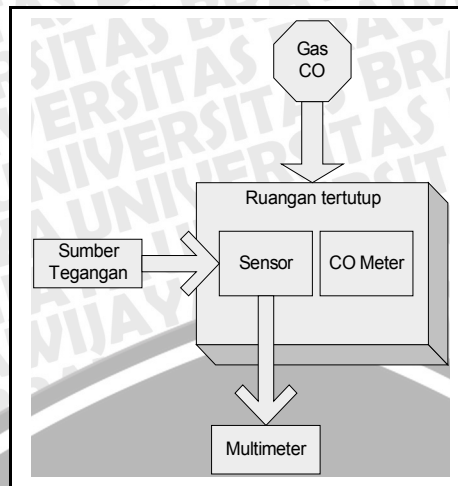 Gas
CO
Ruangan tertutup
Sumber
Tegangan
Sensor
CO Meter
Multimeter